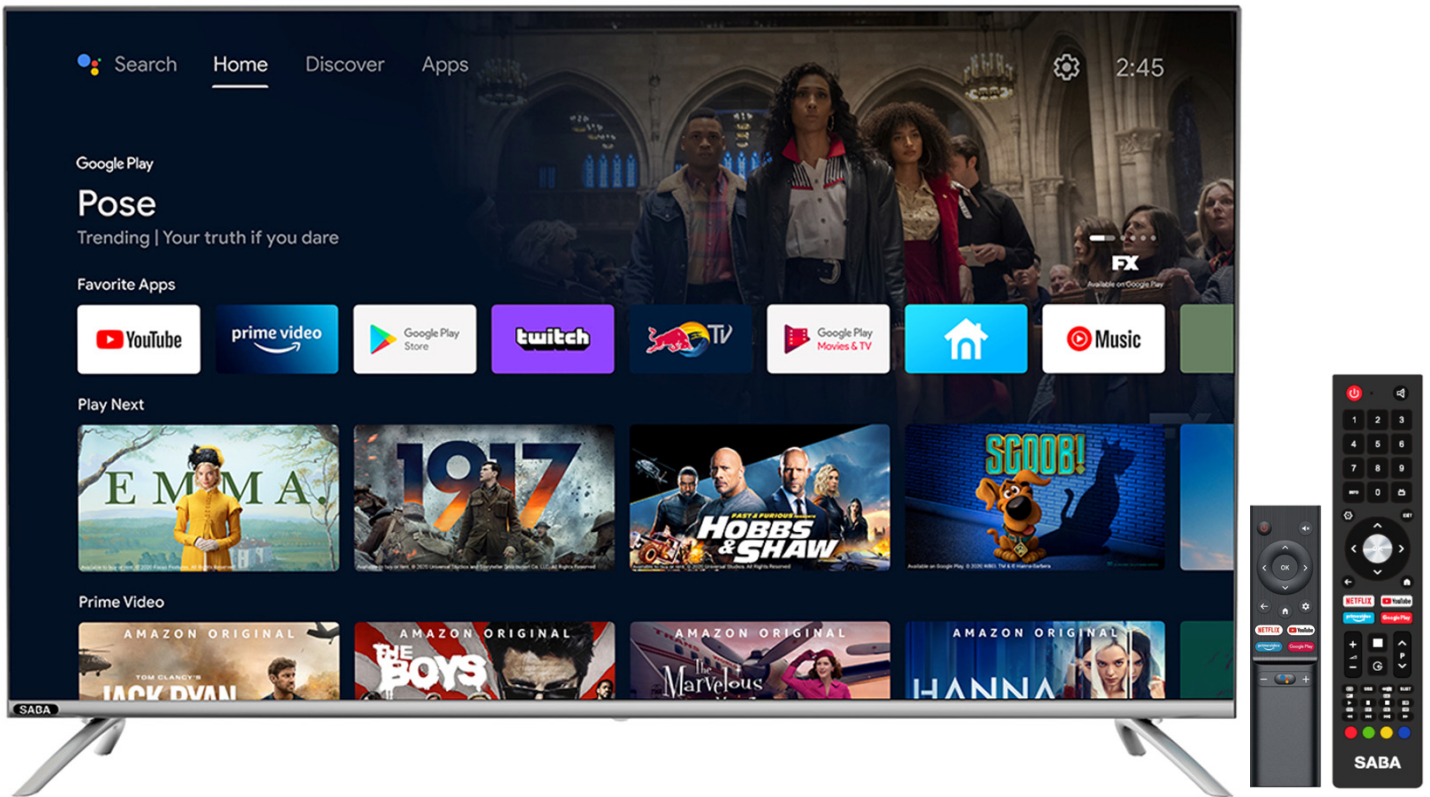 Search Home Discover Apps 2:45
Google Play
Pose
Trending | Your truth if you dare
FX
Available on Google Play
Favorite Apps
YouTube
prime video
Google Play
Store
twitch
TV
Google Play
Movies & TV
Music
Play Next
EMMA.
1917
FAST & FURIOUS
HOBBS
& SHAW
SCOOB!
Prime Video
AMAZON ORIGINAL
TOM CLANCY'S
JACK RYAN
AMAZON ORIGINAL
THE
BOYS
AMAZON ORIGINAL
The
Marvelous
AMAZON ORIGINAL
HANNA
SABA
OK
NETFLIX YouTube
prime video Google Play
1 2 3
4 5 6
7 8 9
INFO 0
NETFLIX YouTube
prime video Google Play
P
SABA